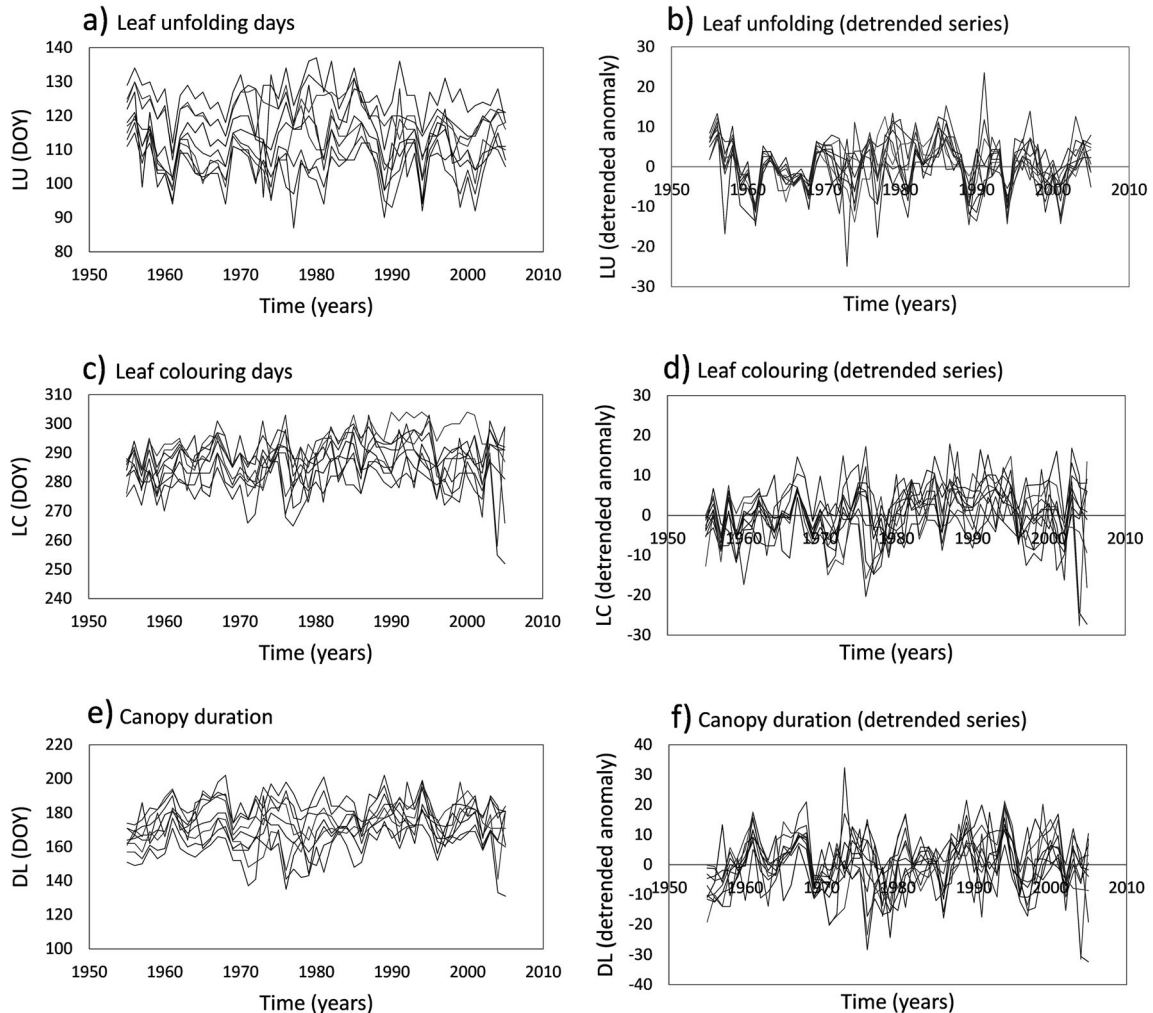 a) Leaf unfolding days
140
130
120
110
100
90
80
LU (DOY)
1950 1960 1970 1980 1990 2000 2010
Time (years)
b) Leaf unfolding (detrended series)
30
20
10
0
-10
-20
-30
LU (detrended anomaly)
1950 1960 1970 1980 1990 2000 2010
Time (years)
c) Leaf colouring days
310
300
290
280
270
260
250
240
LC (DOY)
1950 1960 1970 1980 1990 2000 2010
Time (years)
d) Leaf colouring (detrended series)
30
20
10
0
-10
-20
-30
LC (detrended anomaly)
1950 1960 1970 1980 1990 2000 2010
Time (years)
e) Canopy duration
220
200
180
160
140
120
100
DL (DOY)
1950 1960 1970 1980 1990 2000 2010
Time (years)
f) Canopy duration (detrended series)
40
30
20
10
0
-10
-20
-30
-40
DL (detrended anomaly)
1950 1960 1970 1980 1990 2000 2010
Time (years)